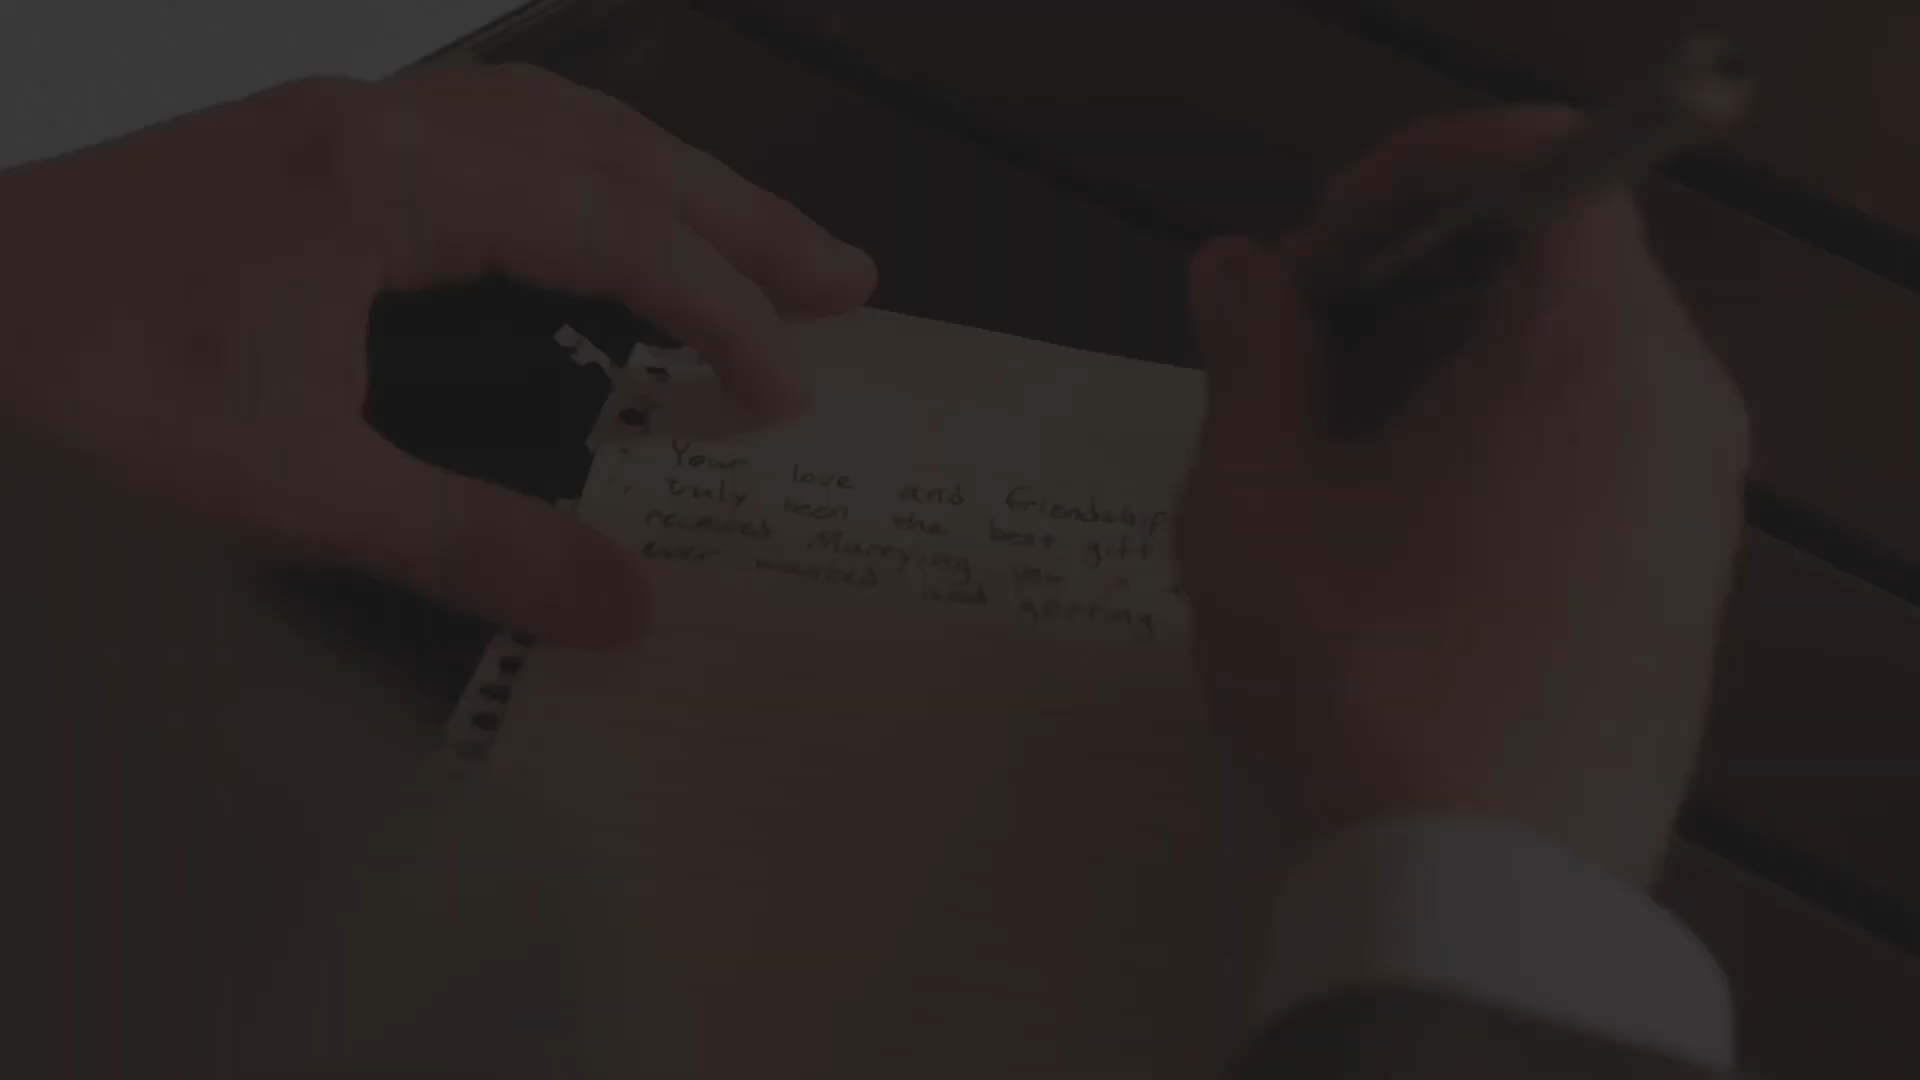 Your love and friendship
truly been the best gift
received Marrying you
ever wanted and getting